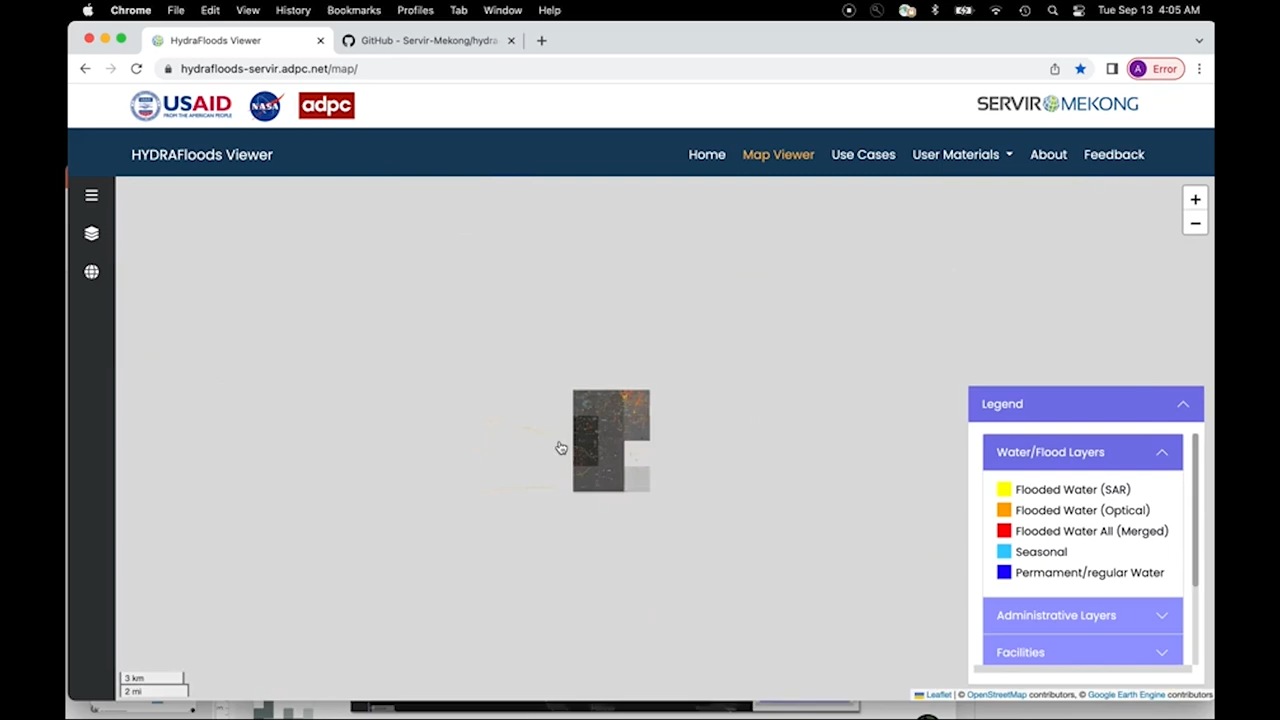 Chrome File Edit View History Bookmarks Profiles Tab Window Help Tue Sep 13 4:05 AM
HydraFloods Viewer GitHub - Servir-Mekong/hydra
hydrafloods-servir.adpc.net/map/ A Error
USAID FROM THE AMERICAN PEOPLE NASA adpc SERVIR MEKONG
HYDRAFloods Viewer Home Map Viewer Use Cases User Materials About Feedback
+
−
Legend
Water/Flood Layers
Flooded Water (SAR)
Flooded Water (Optical)
Flooded Water All (Merged)
Seasonal
Permament/regular Water
Administrative Layers
Facilities
3 km
2 mi
Leaflet | © OpenStreetMap contributors, © Google Earth Engine contributors